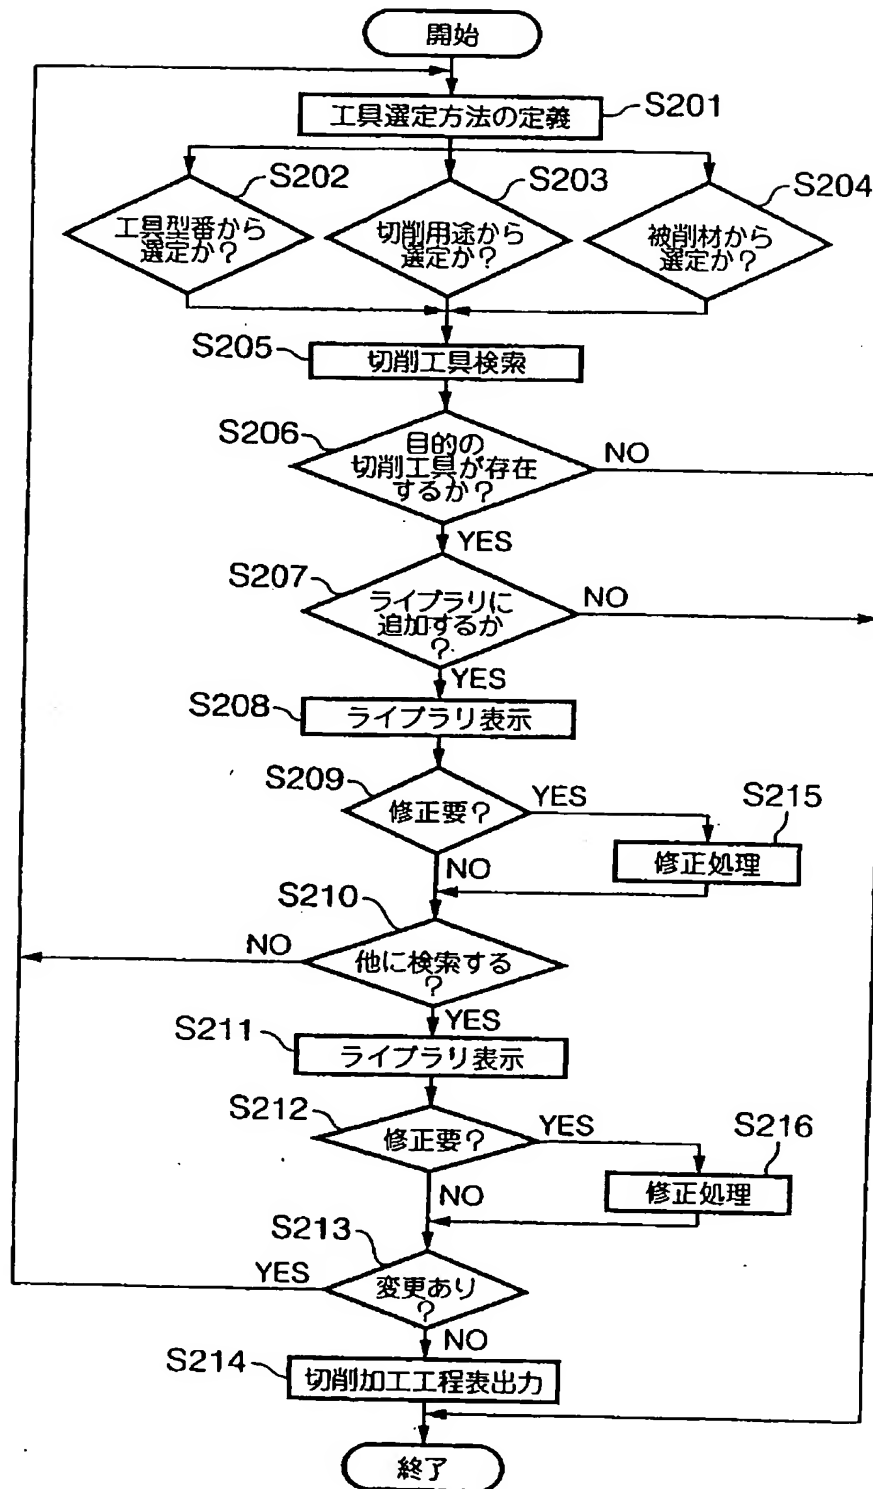 開始
S201
工具選定方法の定義
S202
S203
S204
工具型番から
選定か?
切削用途から
選定か?
被削材から
選定か?
S205
切削工具検索
S206
目的の
切削工具が存在
するか?
NO
YES
S207
ライブラリに
追加するか
?
NO
YES
S208
ライブラリ表示
S209
修正要?
YES
S215
修正処理
NO
S210
他に検索する
?
NO
YES
S211
ライブラリ表示
S212
修正要?
YES
S216
修正処理
NO
S213
変更あり
?
YES
NO
S214
切削加工工程表出力
終了